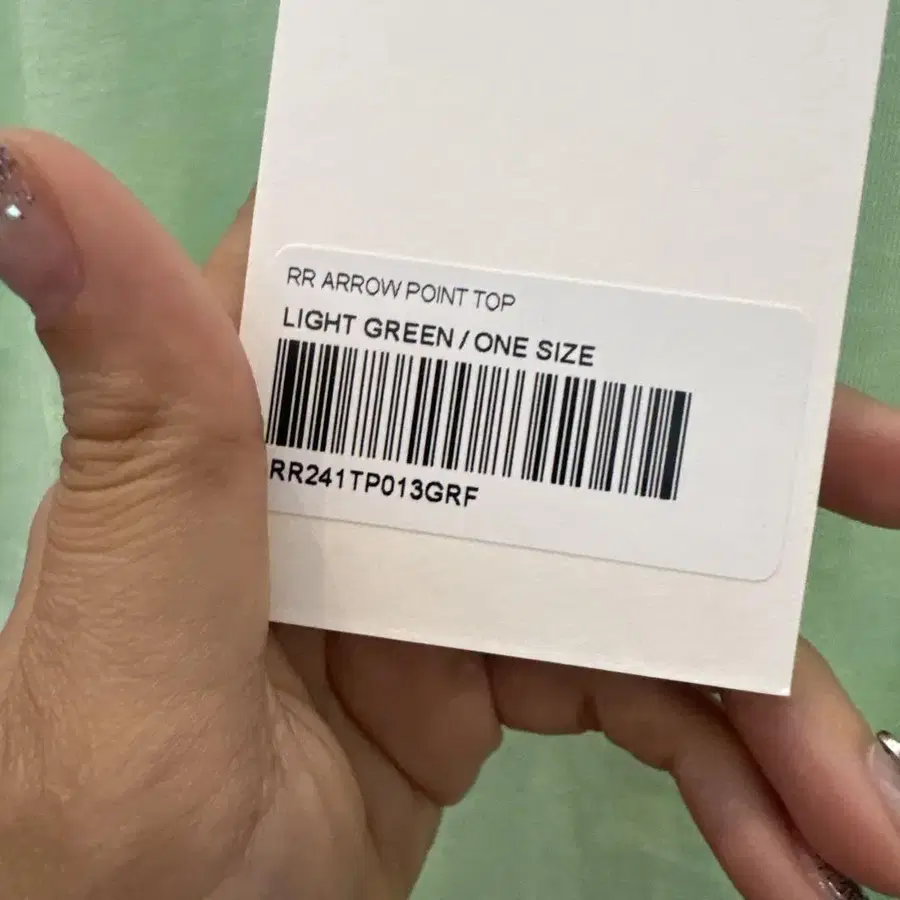 RR ARROW POINT TOP
LIGHT GREEN / ONE SIZE
RR241TP013GRF